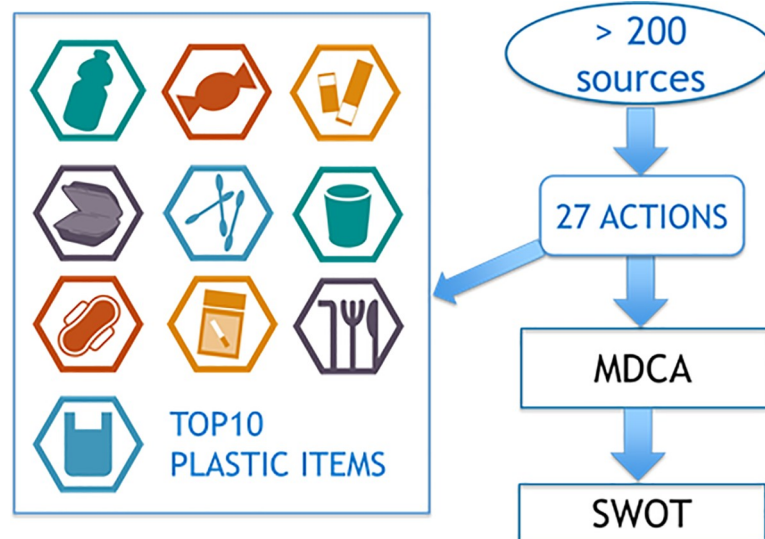 > 200
sources
27 ACTIONS
MDCA
SWOT
TOP10
PLASTIC ITEMS